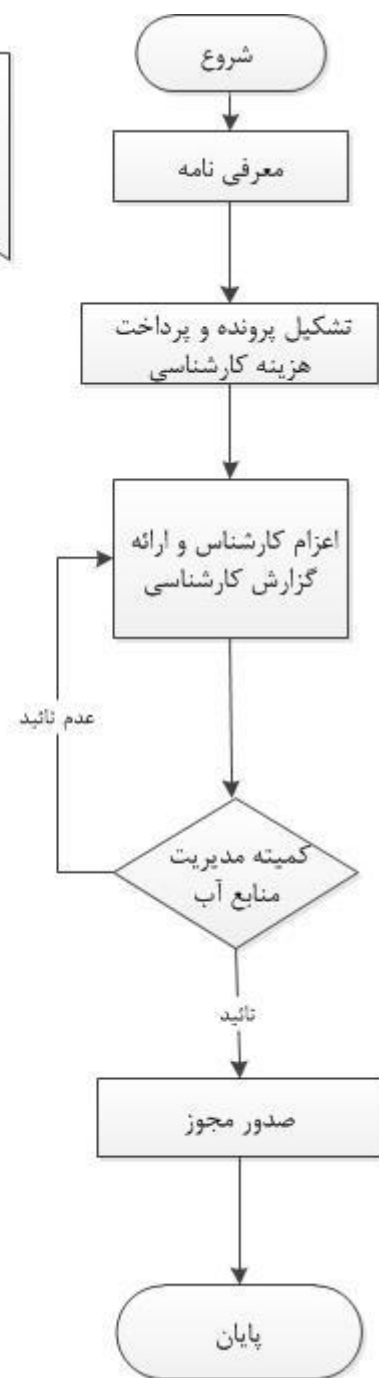 شروع
معرفی نامه
تشکیل پرونده و پرداخت
هزینه کارشناسی
اعزام کارشناس و ارائه
گزارش کارشناسی
عدم تائید
کمیته مدیریت
منابع آب
تائید
صدور مجوز
پایان